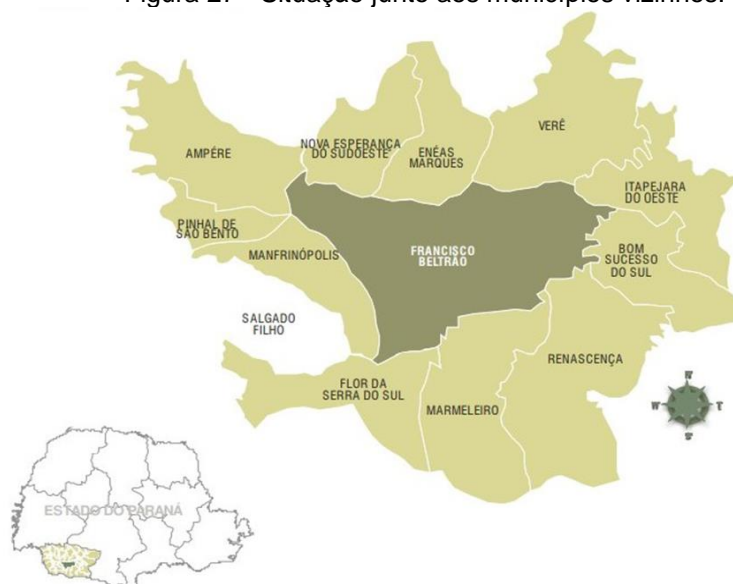 Figura 2. - Situação junto aos municípios vizinhos.
VERÊ
NOVA ESPERANÇA
DO SUDOESTE
ENÉAS
MARQUES
AMPÉRE
ITAPEJARA
DO OESTE
PINHAL DE
SÃO BENTO
MANFRINÓPOLIS
FRANCISCO
BELTRÃO
BOM
SUCESSO
DO SUL
SALGADO
FILHO
RENASCENÇA
FLOR DA
SERRA DO SUL
MARMELEIRO
N
W T
S
ESTADO DO PARANÁ